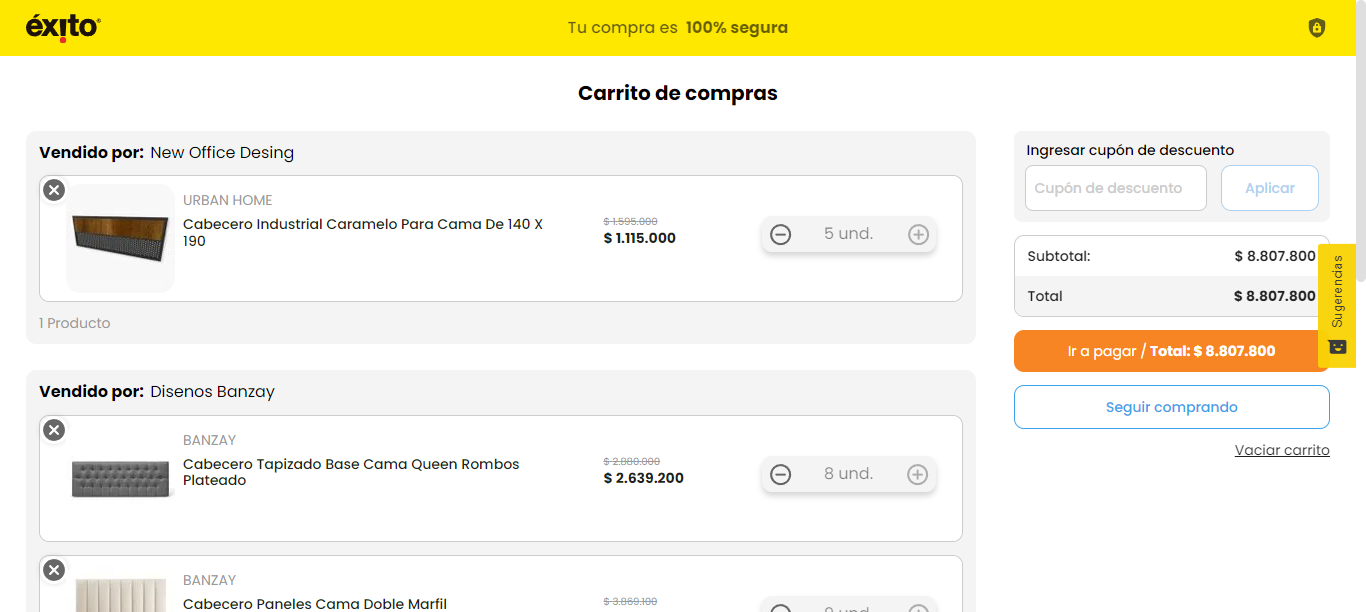 éxito
Tu compra es 100% segura
Carrito de compras
Vendido por: New Office Desing
URBAN HOME
Cabecero Industrial Caramelo Para Cama De 140 X
190
$ 1.595.000
$ 1.115.000
5 und.
1 Producto
Vendido por: Disenos Banzay
BANZAY
Cabecero Tapizado Base Cama Queen Rombos
Plateado
$ 2.880.000
$ 2.639.200
8 und.
BANZAY
Cabecero Paneles Cama Doble Marfil
$ 3.869.100
Ingresar cupón de descuento
Cupón de descuento
Aplicar
Subtotal: $ 8.807.800
Total $ 8.807.800
Ir a pagar / Total: $ 8.807.800
Seguir comprando
Vaciar carrito
Sugerencias